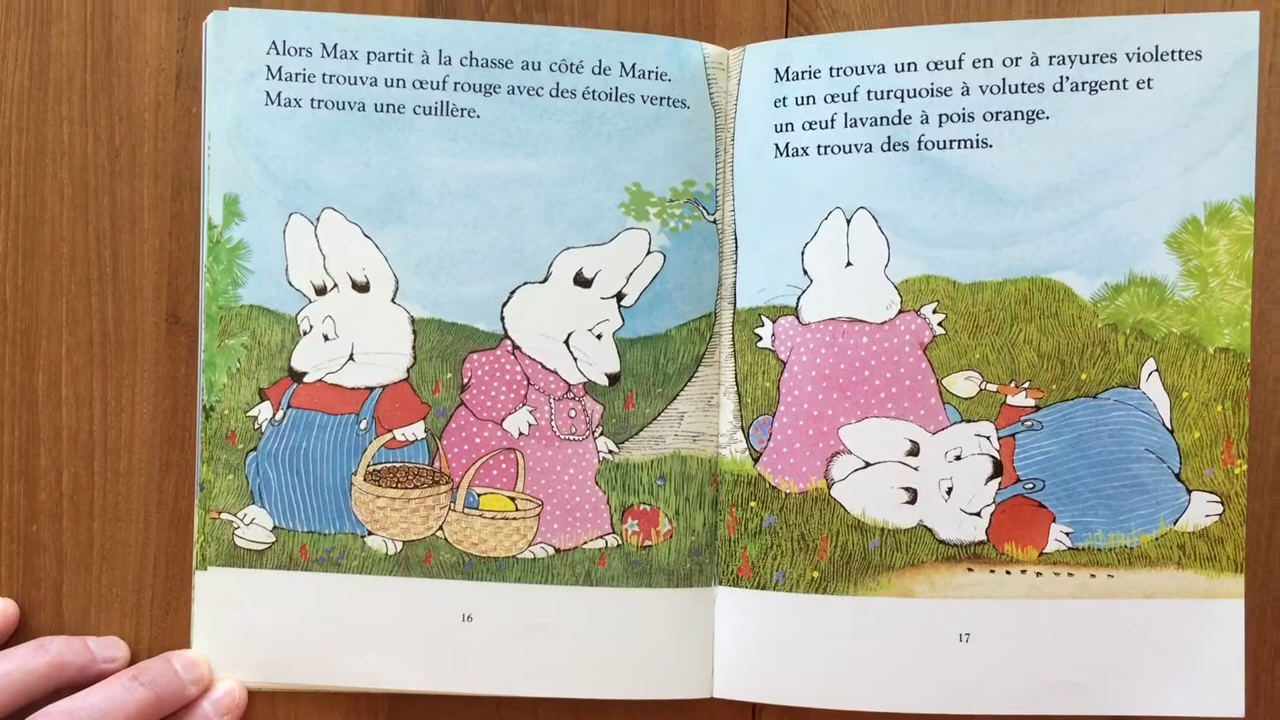 Alors Max partit à la chasse au côté de Marie.
Marie trouva un œuf rouge avec des étoiles vertes.
Max trouva une cuillère.
16
Marie trouva un œuf en or à rayures violettes
et un œuf turquoise à volutes d'argent et
un œuf lavande à pois orange.
Max trouva des fourmis.
17